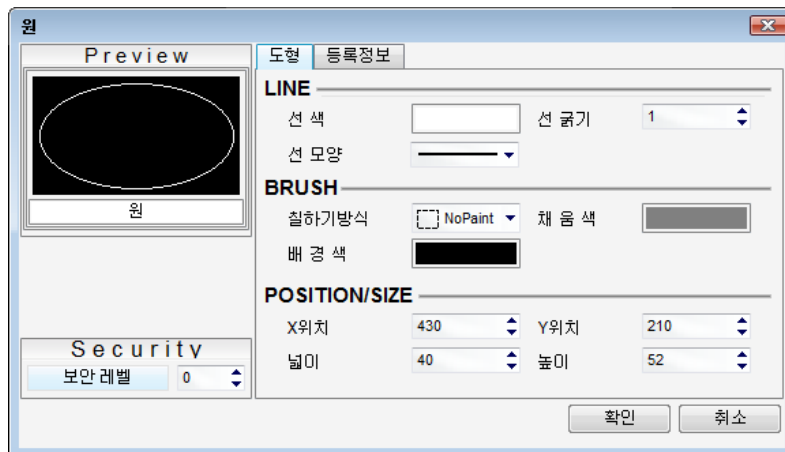 원
Preview
원
Security
보안 레벨 0
도형 등록정보
LINE
선 색 선 굵기 1
선 모양
BRUSH
칠하기방식 NoPaint 채 움 색
배 경 색
POSITION/SIZE
X위치 430 Y위치 210
넓이 40 높이 52
확인 취소